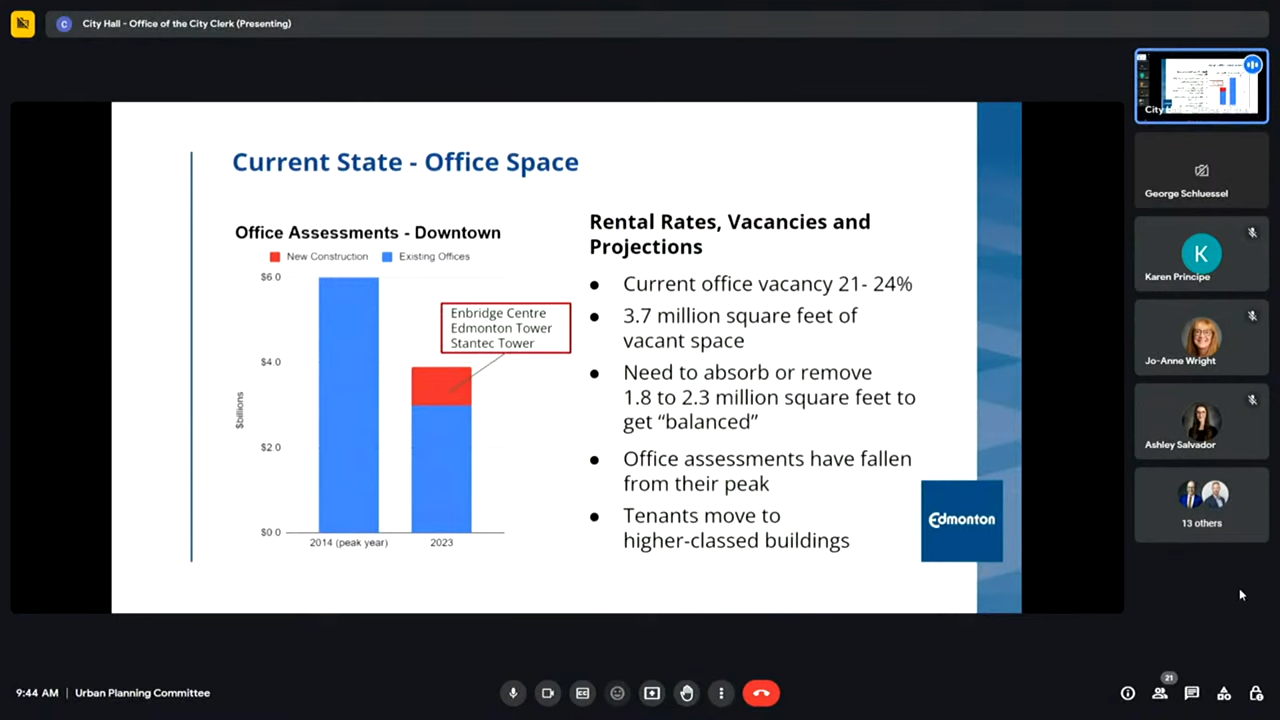 City Hall - Office of the City Clerk (Presenting)
Current State - Office Space
Office Assessments - Downtown
New Construction
Existing Offices
$6.0
$4.0
$2.0
$0.0
$billions
2014 (peak year)
2023
Enbridge Centre
Edmonton Tower
Stantec Tower
Rental Rates, Vacancies and
Projections
● Current office vacancy 21- 24%
● 3.7 million square feet of
vacant space
● Need to absorb or remove
1.8 to 2.3 million square feet to
get “balanced”
● Office assessments have fallen
from their peak
● Tenants move to
higher-classed buildings
Edmonton
City
George Schluessel
K
Karen Principe
Jo-Anne Wright
Ashley Salvador
13 others
9:44 AM | Urban Planning Committee
21